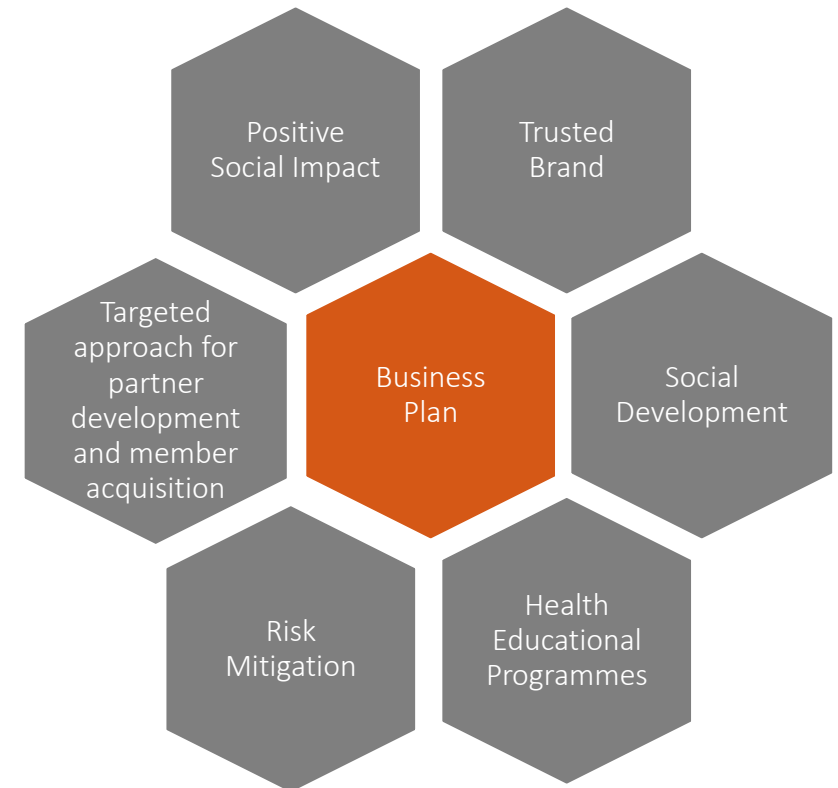 Positive
Social Impact
Trusted
Brand
Targeted
approach for
partner
development
and member
acquisition
Business
Plan
Social
Development
Risk
Mitigation
Health
Educational
Programmes